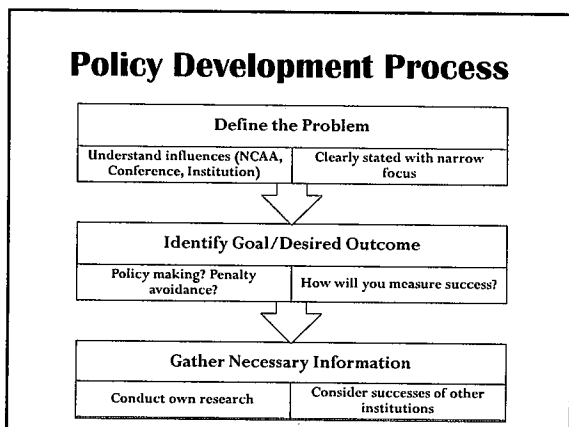 Policy Development Process
Define the Problem
Understand influences (NCAA,
Conference, Institution)
Clearly stated with narrow
focus
Identify Goal/Desired Outcome
Policy making? Penalty
avoidance?
How will you measure success?
Gather Necessary Information
Conduct own research
Consider successes of other
institutions